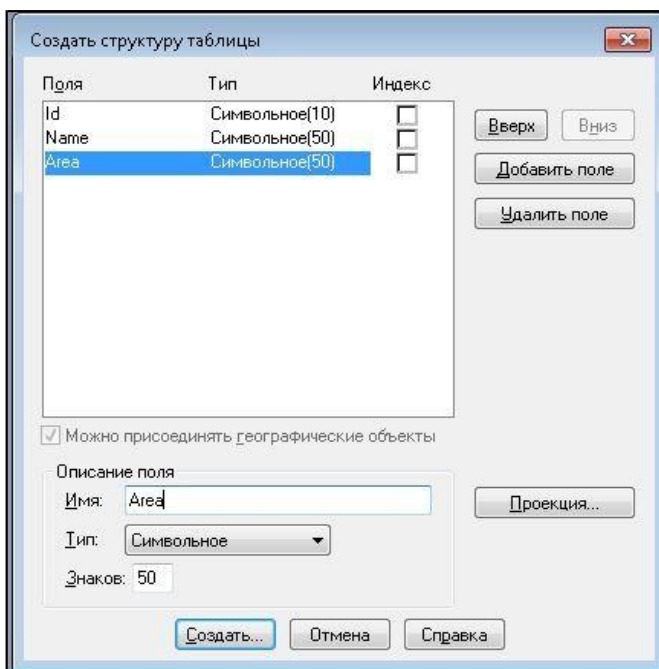 Создать структуру таблицы
Поля Тип Индекс
Id Символьное(10)
Name Символьное(50)
Area Символьное(50)
Вверх Вниз
Добавить поле
Удалить поле
Можно присоединять географические объекты
Описание поля
Имя: Area
Тип: Символьное
Знаков: 50
Проекция...
Создать... Отмена Справка